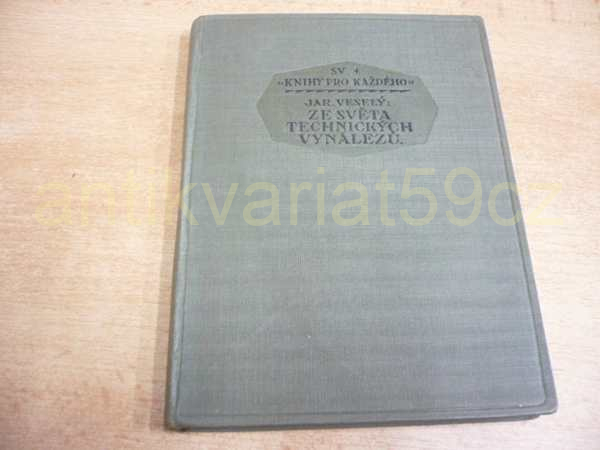 SV 4
„KNIHY PRO KAŽDÉHO"
JAR. VESELÝ:
ZE SVĚTA
TECHNICKÝCH
VYNÁLEZŮ.
antikvariat59cz